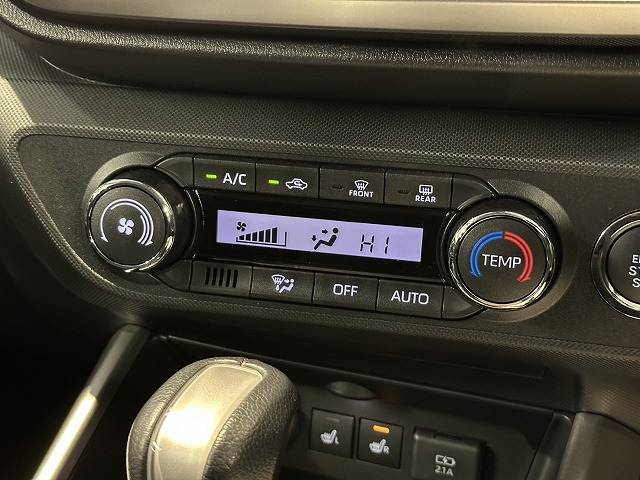 A/C
FRONT
REAR
HI
TEMP
OFF
AUTO
L
R
2.1A